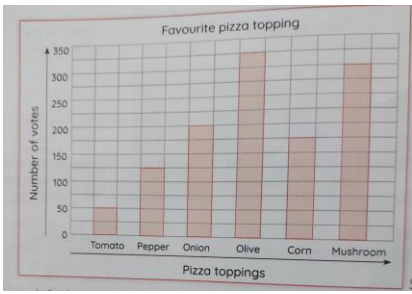 Favourite pizza topping
Number of votes
350
300
250
200
150
100
50
0
Tomato Pepper Onion Olive Corn Mushroom
Pizza toppings